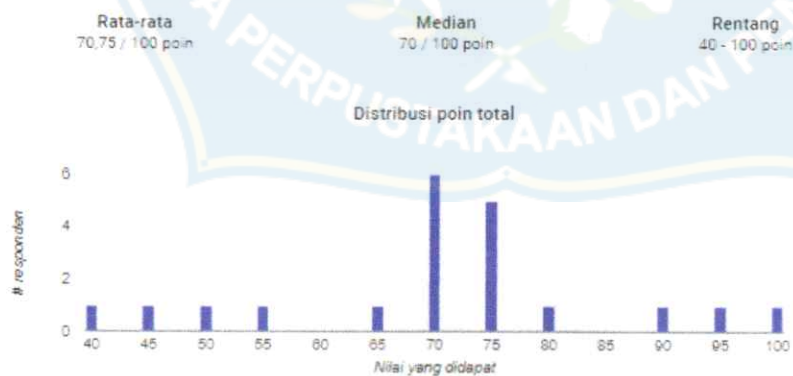 Rata-rata Median Rentang
70,75 / 100 poin 70 / 100 poin 40 - 100 poin
PERPUSTAKAAN DAN
Distribusi poin total
6
4
2
0
# responden
40 45 50 55 60 65 70 75 80 85 90 95 100
Nilai yang didapat